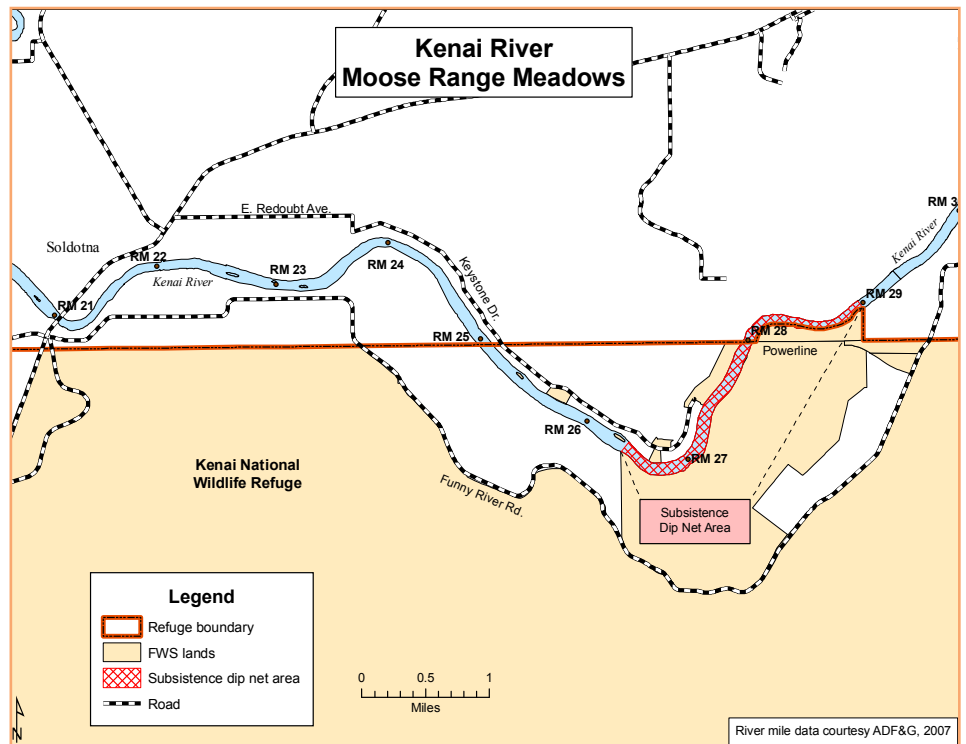 Kenai River
Moose Range Meadows
E. Redoubt Ave.
Soldotna
RM 22
Kenai River
RM 23
RM 24
Keystone Dr.
RM 21
RM 25
RM 3
Kenai River
RM 29
RM 28
Powerline
RM 26
RM 27
Kenai National
Wildlife Refuge
Funny River Rd.
Subsistence
Dip Net Area
Legend
Refuge boundary
FWS lands
Subsistence dip net area
Road
0
0.5
1
Miles
N
River mile data courtesy ADF&G, 2007